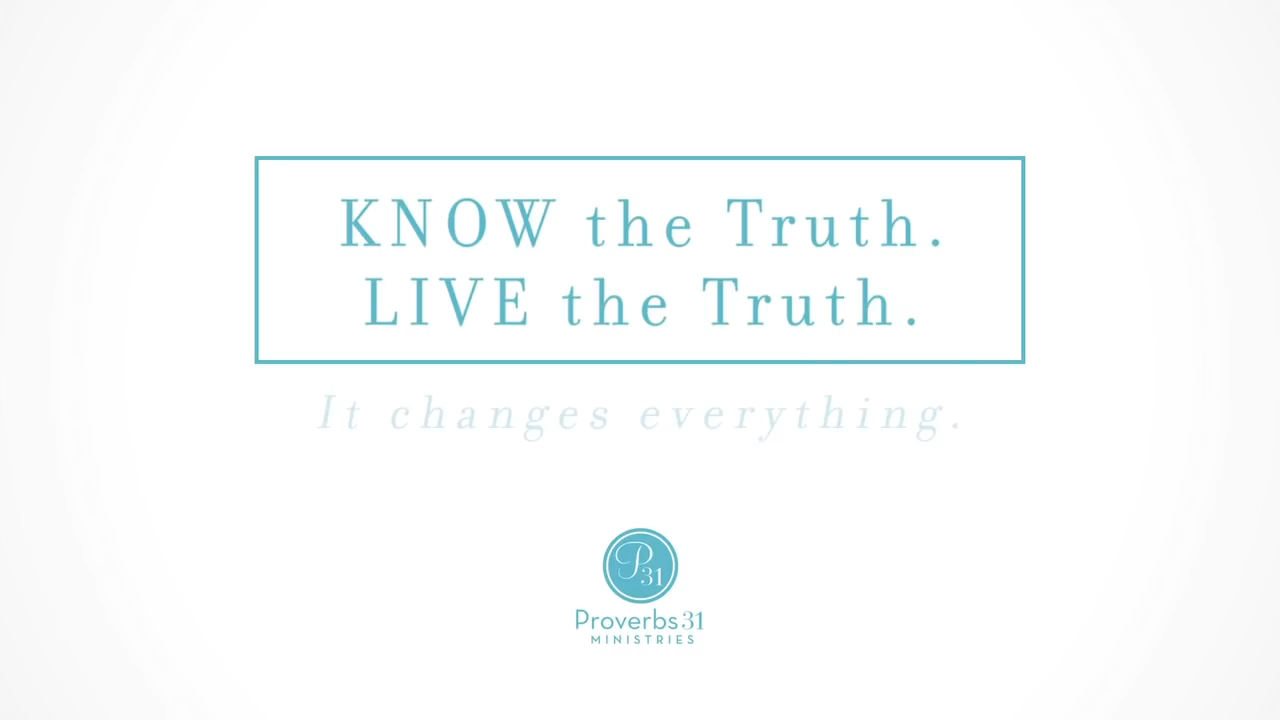 KNOW the Truth.
LIVE the Truth.
It changes everything.
P31
Proverbs 31
MINISTRIES